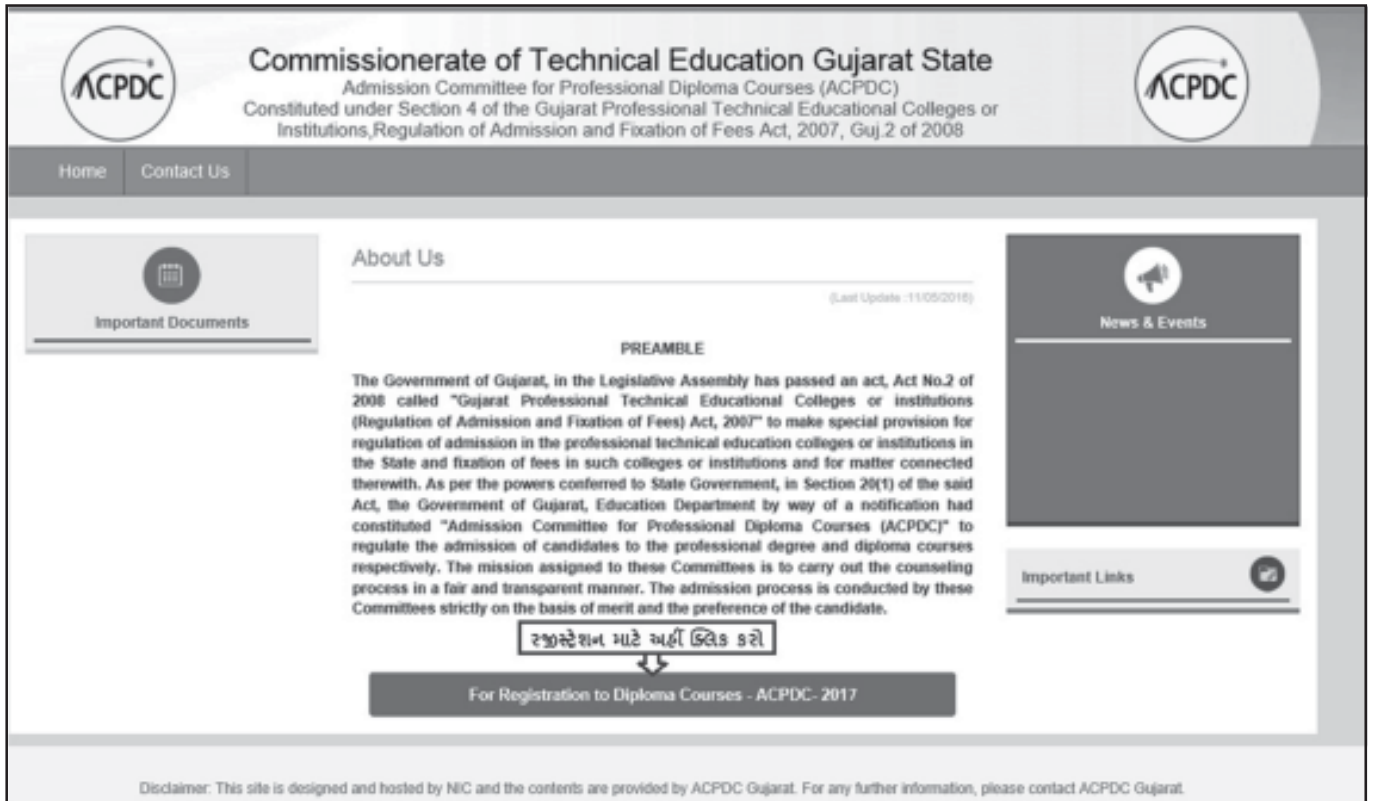 ACPDC
Commissionerate of Technical Education Gujarat State
Admission Committee for Professional Diploma Courses (ACPDC)
Constituted under Section 4 of the Gujarat Professional Technical Educational Colleges or
Institutions,Regulation of Admission and Fixation of Fees Act, 2007, Guj.2 of 2008
ACPDC
Home
Contact Us
Important Documents
About Us
(Last Update :11/05/2016)
PREAMBLE
The Government of Gujarat, in the Legislative Assembly has passed an act, Act No.2 of
2008 called "Gujarat Professional Technical Educational Colleges or institutions
(Regulation of Admission and Fixation of Fees) Act, 2007" to make special provision for
regulation of admission in the professional technical education colleges or institutions in
the State and fixation of fees in such colleges or institutions and for matter connected
therewith. As per the powers conferred to State Government, in Section 20(1) of the said
Act, the Government of Gujarat, Education Department by way of a notification had
constituted "Admission Committee for Professional Diploma Courses (ACPDC)" to
regulate the admission of candidates to the professional degree and diploma courses
respectively. The mission assigned to these Committees is to carry out the counseling
process in a fair and transparent manner. The admission process is conducted by these
Committees strictly on the basis of merit and the preference of the candidate.
રજીસ્ટ્રેશન માટે અહીં ક્લિક કરો
For Registration to Diploma Courses - ACPDC- 2017
News & Events
Important Links
Disclaimer: This site is designed and hosted by NIC and the contents are provided by ACPDC Gujarat. For any further information, please contact ACPDC Gujarat.